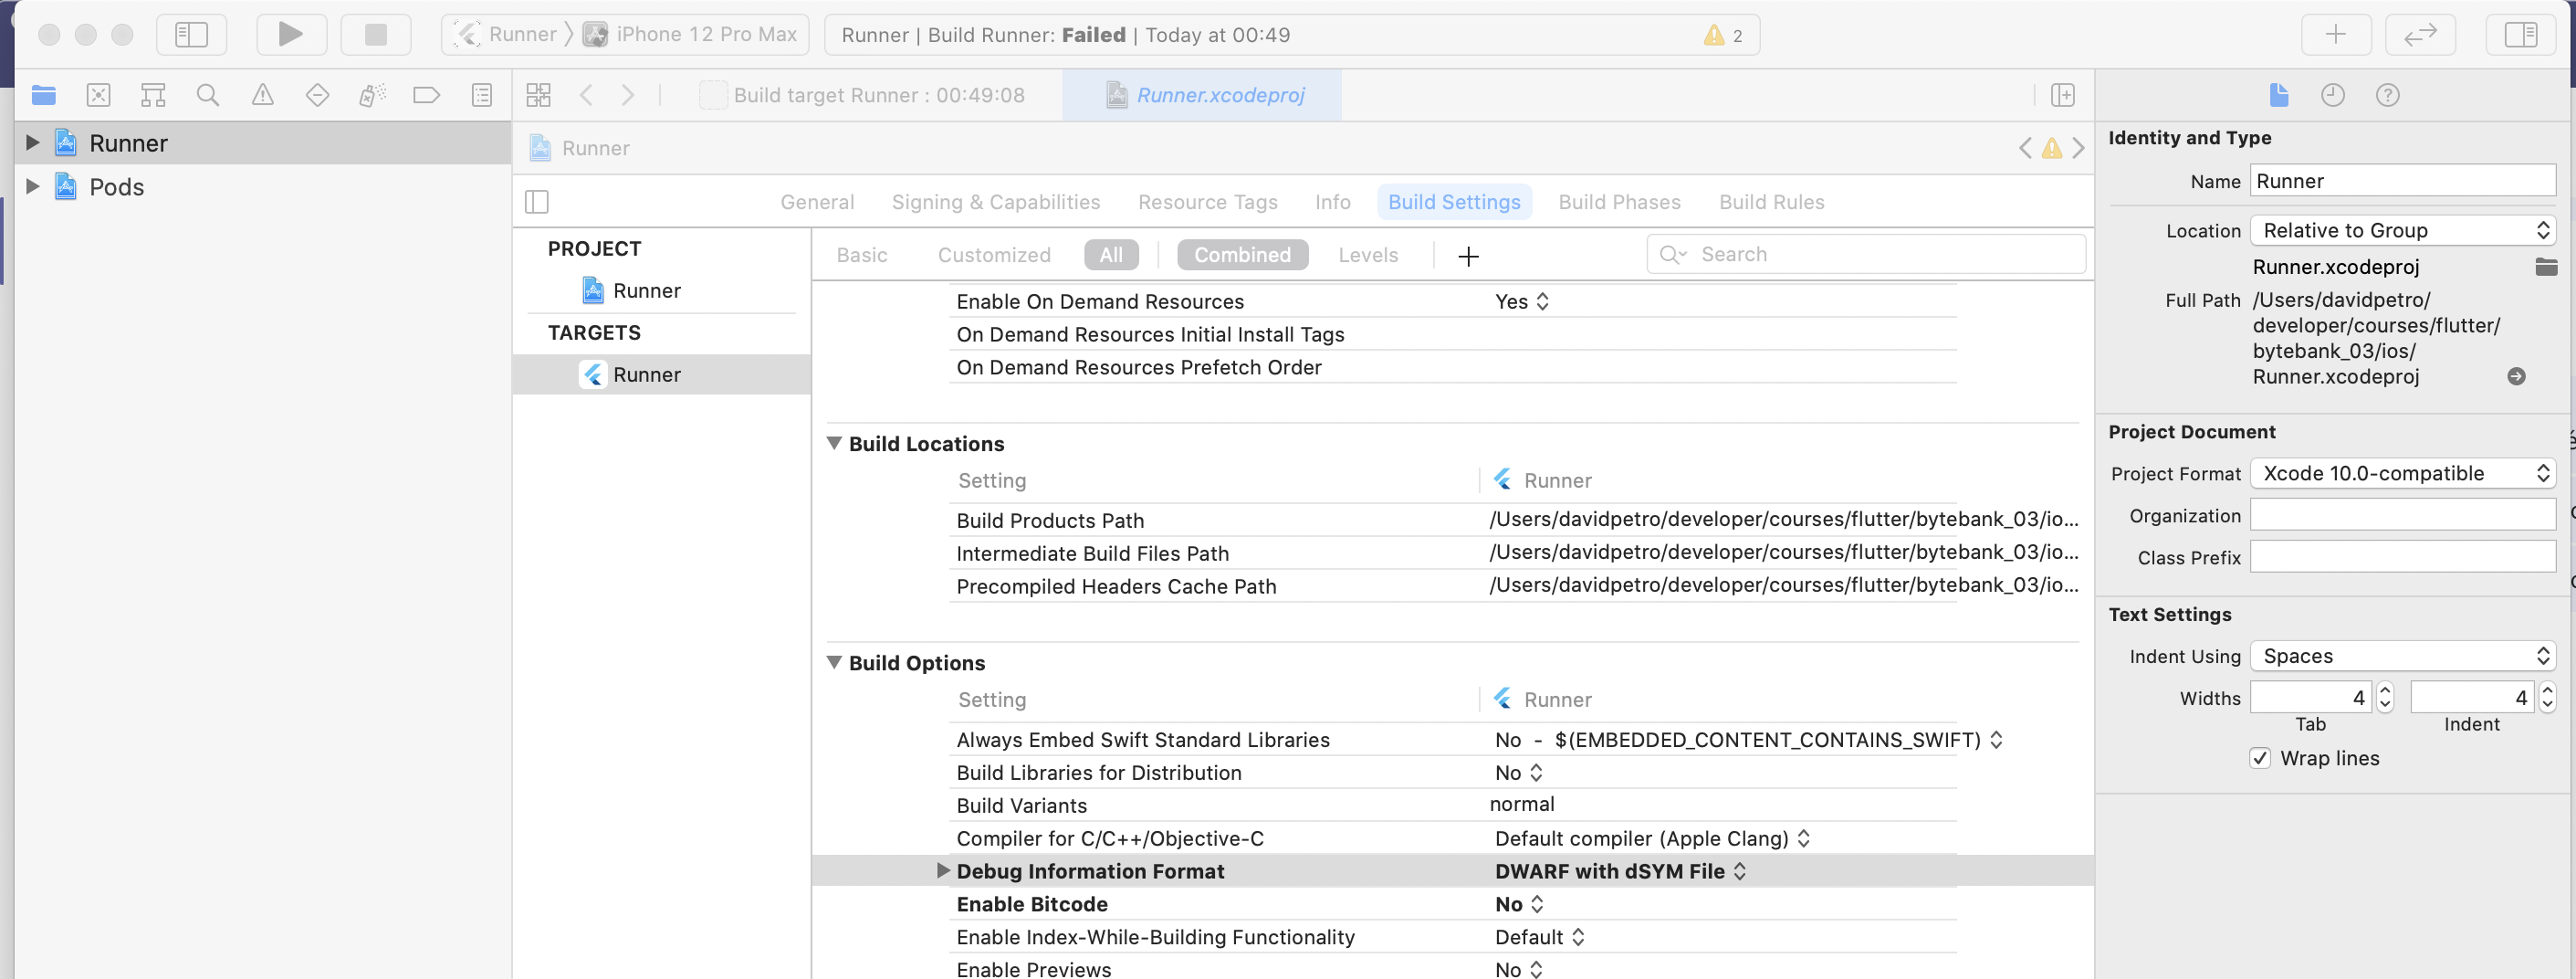 Runner 〉 iPhone 12 Pro Max
Runner | Build Runner: Failed | Today at 00:49
2
Build target Runner : 00:49:08
Runner.xcodeproj
Runner
Pods
Runner
General
Signing & Capabilities
Resource Tags
Info
Build Settings
Build Phases
Build Rules
PROJECT
Runner
TARGETS
Runner
Basic
Customized
All
Combined
Levels
Search
Enable On Demand Resources Yes
On Demand Resources Initial Install Tags
On Demand Resources Prefetch Order
Build Locations
Setting Runner
Build Products Path /Users/davidpetro/developer/courses/flutter/bytebank_03/io...
Intermediate Build Files Path /Users/davidpetro/developer/courses/flutter/bytebank_03/io...
Precompiled Headers Cache Path /Users/davidpetro/developer/courses/flutter/bytebank_03/io...
Build Options
Setting Runner
Always Embed Swift Standard Libraries No - $(EMBEDDED_CONTENT_CONTAINS_SWIFT)
Build Libraries for Distribution No
Build Variants normal
Compiler for C/C++/Objective-C Default compiler (Apple Clang)
Debug Information Format DWARF with dSYM File
Enable Bitcode No
Enable Index-While-Building Functionality Default
Enable Previews No
Identity and Type
Name Runner
Location Relative to Group
Runner.xcodeproj
Full Path /Users/davidpetro/
developer/courses/flutter/
bytebank_03/ios/
Runner.xcodeproj
Project Document
Project Format Xcode 10.0-compatible
Organization
Class Prefix
Text Settings
Indent Using Spaces
Widths 4 4
Tab Indent
Wrap lines